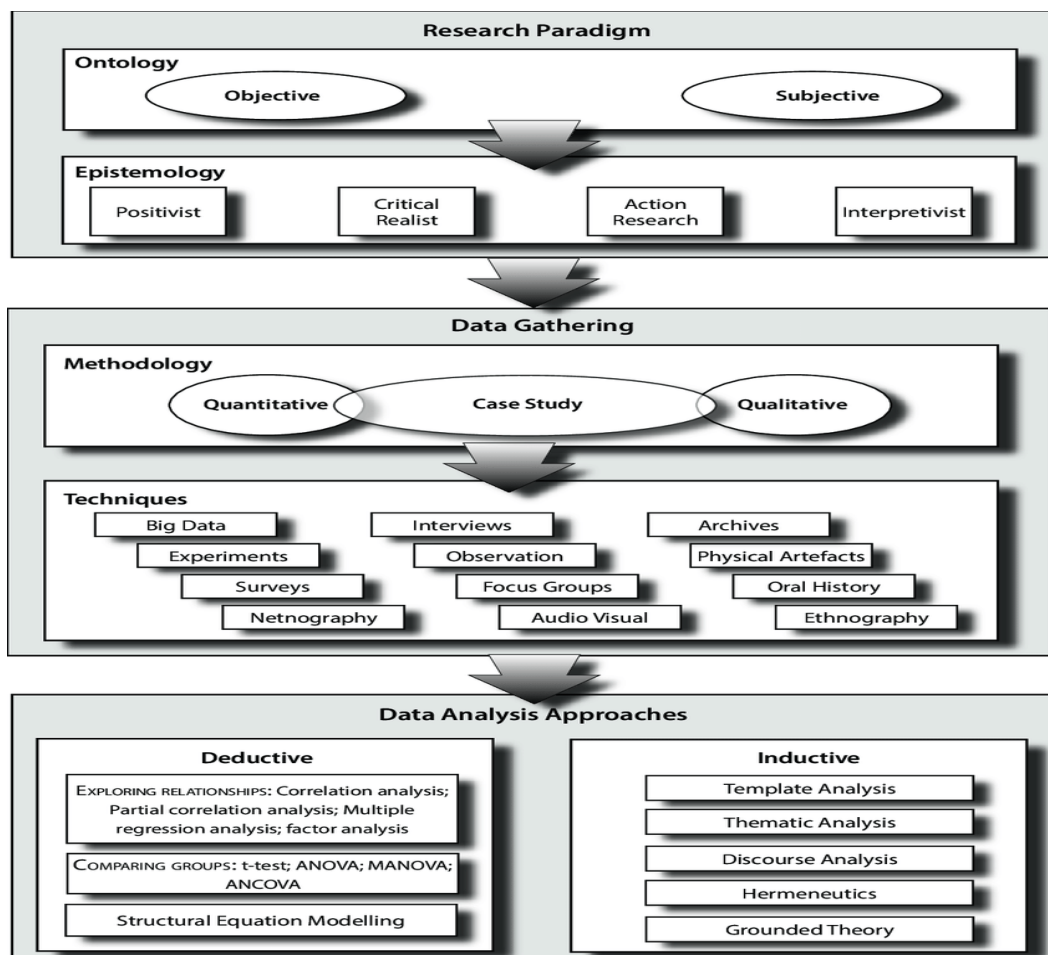 Research Paradigm
Ontology
Objective
Subjective
Epistemology
Positivist
Critical
Realist
Action
Research
Interpretivist
Data Gathering
Methodology
Quantitative
Case Study
Qualitative
Techniques
Big Data
Interviews
Archives
Experiments
Observation
Physical Artefacts
Surveys
Focus Groups
Oral History
Netnography
Audio Visual
Ethnography
Data Analysis Approaches
Deductive
EXPLORING RELATIONSHIPS: Correlation analysis;
Partial correlation analysis; Multiple
regression analysis; factor analysis
COMPARING GROUPS: t-test; ANOVA; MANOVA;
ANCOVA
Structural Equation Modelling
Inductive
Template Analysis
Thematic Analysis
Discourse Analysis
Hermeneutics
Grounded Theory